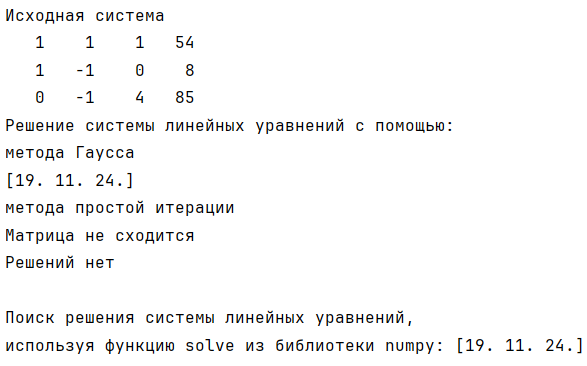 Исходная система
1 1 1 54
1 -1 0 8
0 -1 4 85
Решение системы линейных уравнений с помощью:
метода Гаусса
[19. 11. 24.]
метода простой итерации
Матрица не сходится
Решений нет
Поиск решения системы линейных уравнений,
используя функцию solve из библиотеки numpy: [19. 11. 24.]